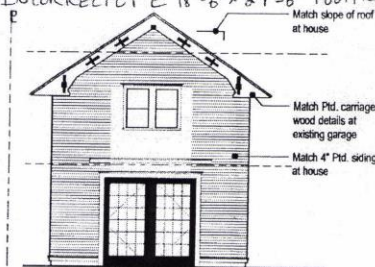 INCORRECTLY
Match slope of roof
at house
Match Ptd. carriage
wood details at
existing garage
Match 4" Ptd. siding
at house